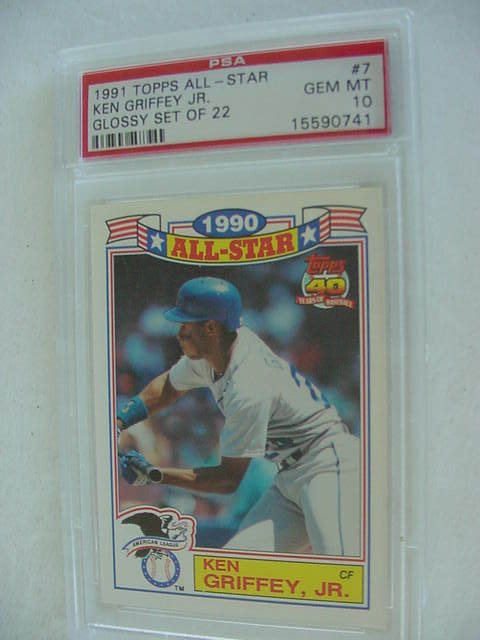 PSA
1991 TOPPS ALL-STAR #7
KEN GRIFFEY JR. GEM MT
GLOSSY SET OF 22 10
15590741
1990
ALL-STAR
Topps
40
YEARS OF BASEBALL
AMERICAN LEAGUE
TM
KEN
GRIFFEY, JR.
CF